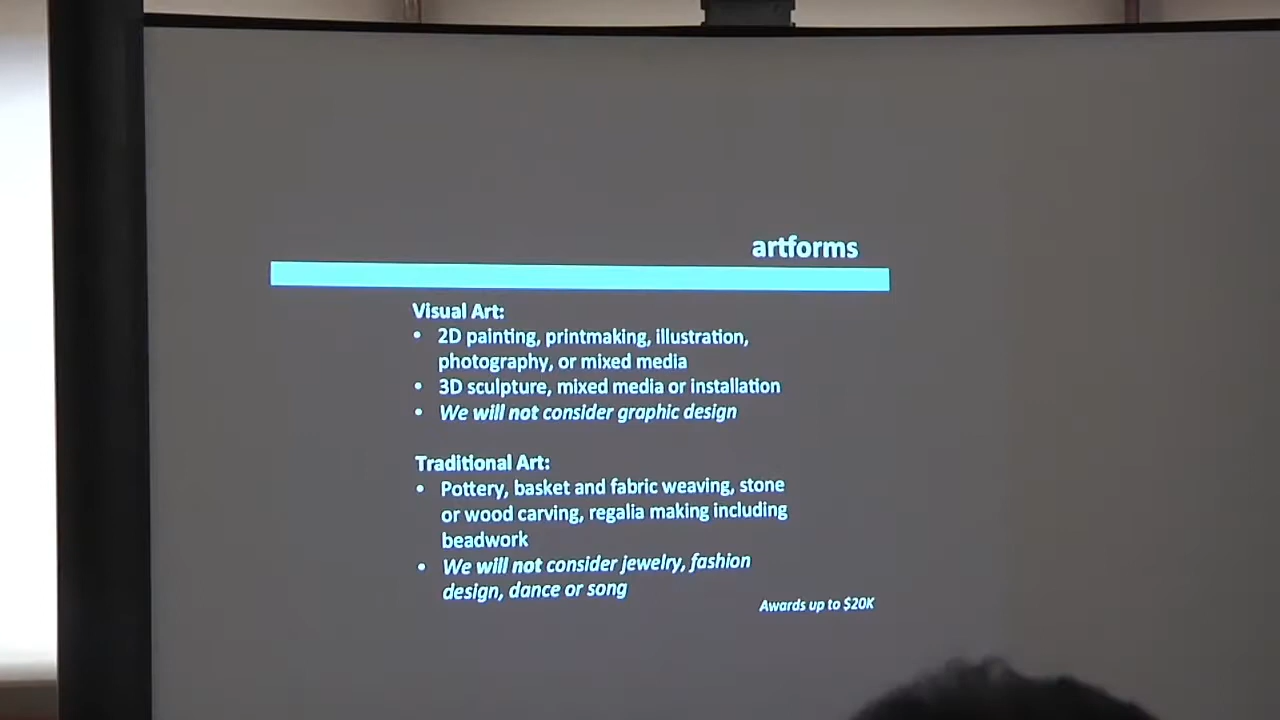 artforms
Visual Art:
• 2D painting, printmaking, illustration,
photography, or mixed media
• 3D sculpture, mixed media or installation
• We will not consider graphic design
Traditional Art:
• Pottery, basket and fabric weaving, stone
or wood carving, regalia making including
beadwork
• We will not consider jewelry, fashion
design, dance or song
Awards up to $20K